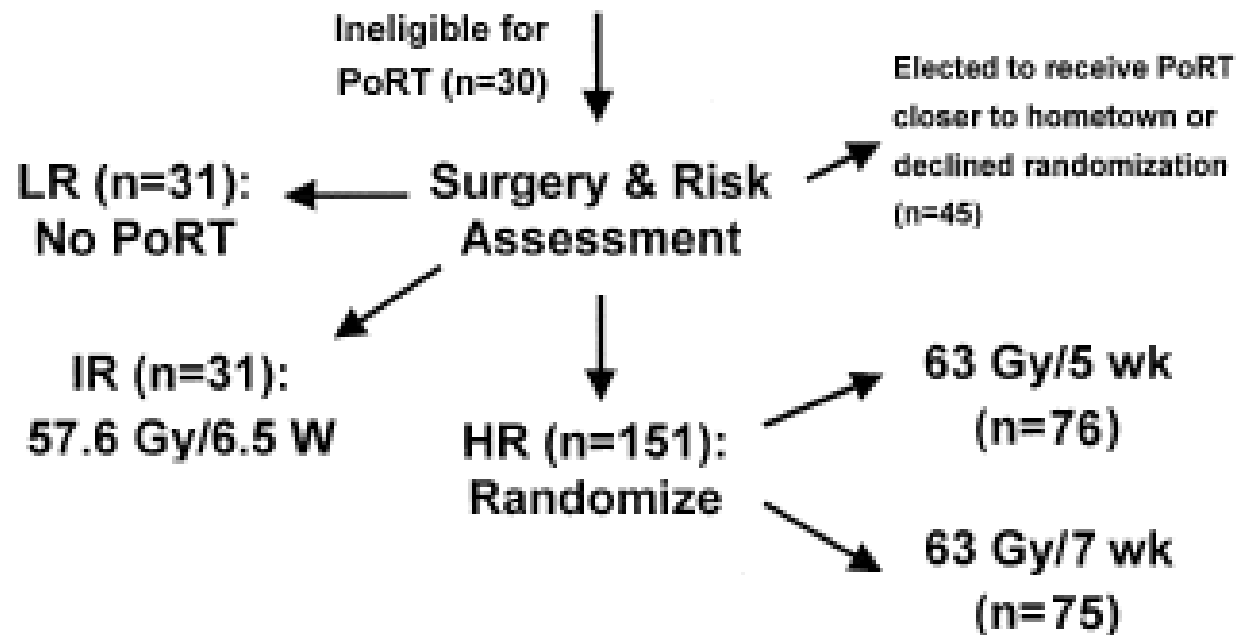 Ineligible for
PoRT (n=30)
Elected to receive PoRT
closer to hometown or
declined randomization
(n=45)
LR (n=31):
No PoRT
Surgery & Risk
Assessment
IR (n=31):
57.6 Gy/6.5 W
HR (n=151):
Randomize
63 Gy/5 wk
(n=76)
63 Gy/7 wk
(n=75)